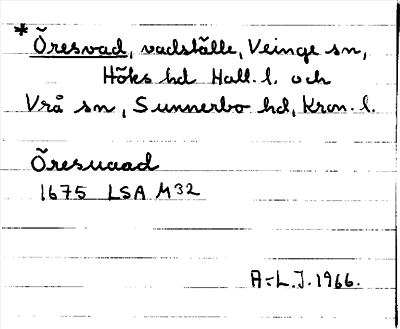 * Öresvad, vadställe, Veinge sn,
Höks hd Hall. l. och
Vrå sn, Sunnerbo hd, Kron. l.
Öresuaad
1675 LSA M32
A-L.J. 1966.